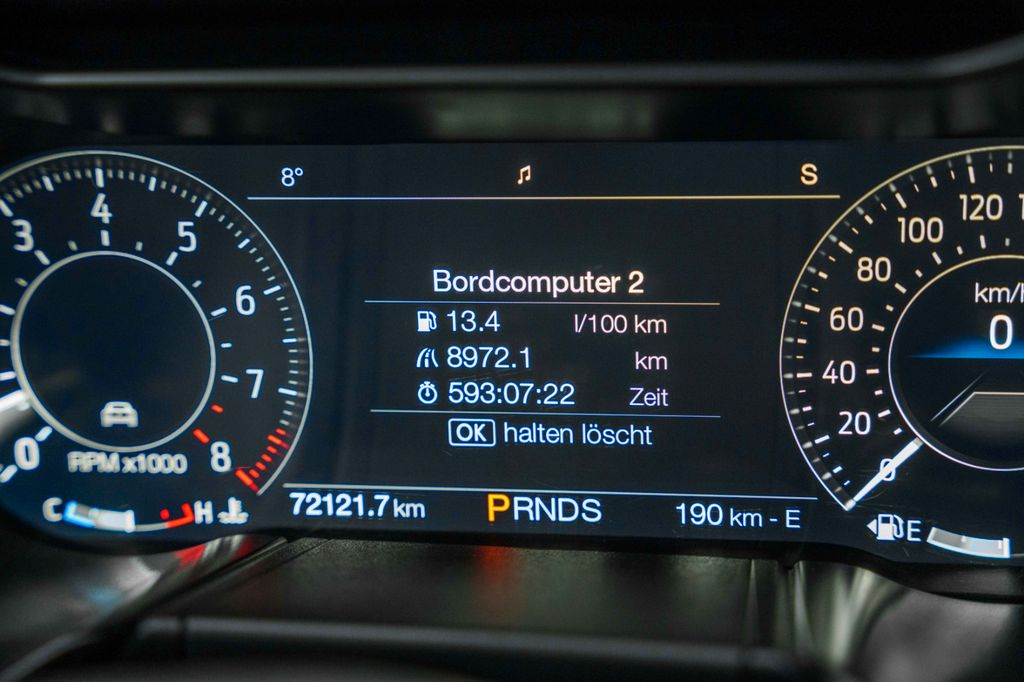 8° S
Bordcomputer 2
13.4 l/100 km
8972.1 km
593:07:22 Zeit
OK halten löscht
72121.7 km PRNDS 190 km - E
0 3 4 5 6 7 8
RPM x1000
C H
0 20 40 60 80 100 120
km/h
0
E